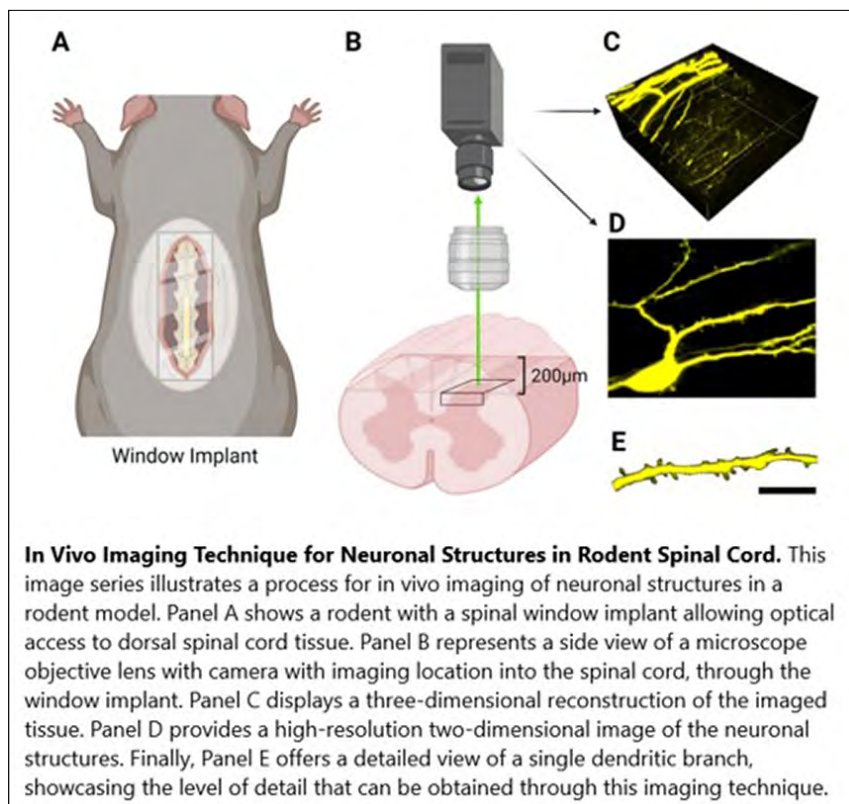 A
B
C
D
200µm
Window Implant
E
In Vivo Imaging Technique for Neuronal Structures in Rodent Spinal Cord. This
image series illustrates a process for in vivo imaging of neuronal structures in a
rodent model. Panel A shows a rodent with a spinal window implant allowing optical
access to dorsal spinal cord tissue. Panel B represents a side view of a microscope
objective lens with camera with imaging location into the spinal cord, through the
window implant. Panel C displays a three-dimensional reconstruction of the imaged
tissue. Panel D provides a high-resolution two-dimensional image of the neuronal
structures. Finally, Panel E offers a detailed view of a single dendritic branch,
showcasing the level of detail that can be obtained through this imaging technique.